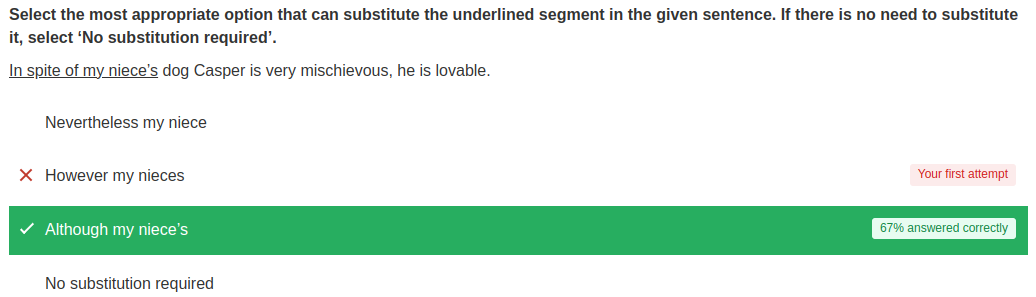 Select the most appropriate option that can substitute the underlined segment in the given sentence. If there is no need to substitute
it, select ‘No substitution required’.
In spite of my niece’s dog Casper is very mischievous, he is lovable.
Nevertheless my niece
However my nieces
Your first attempt
Although my niece’s
67% answered correctly
No substitution required